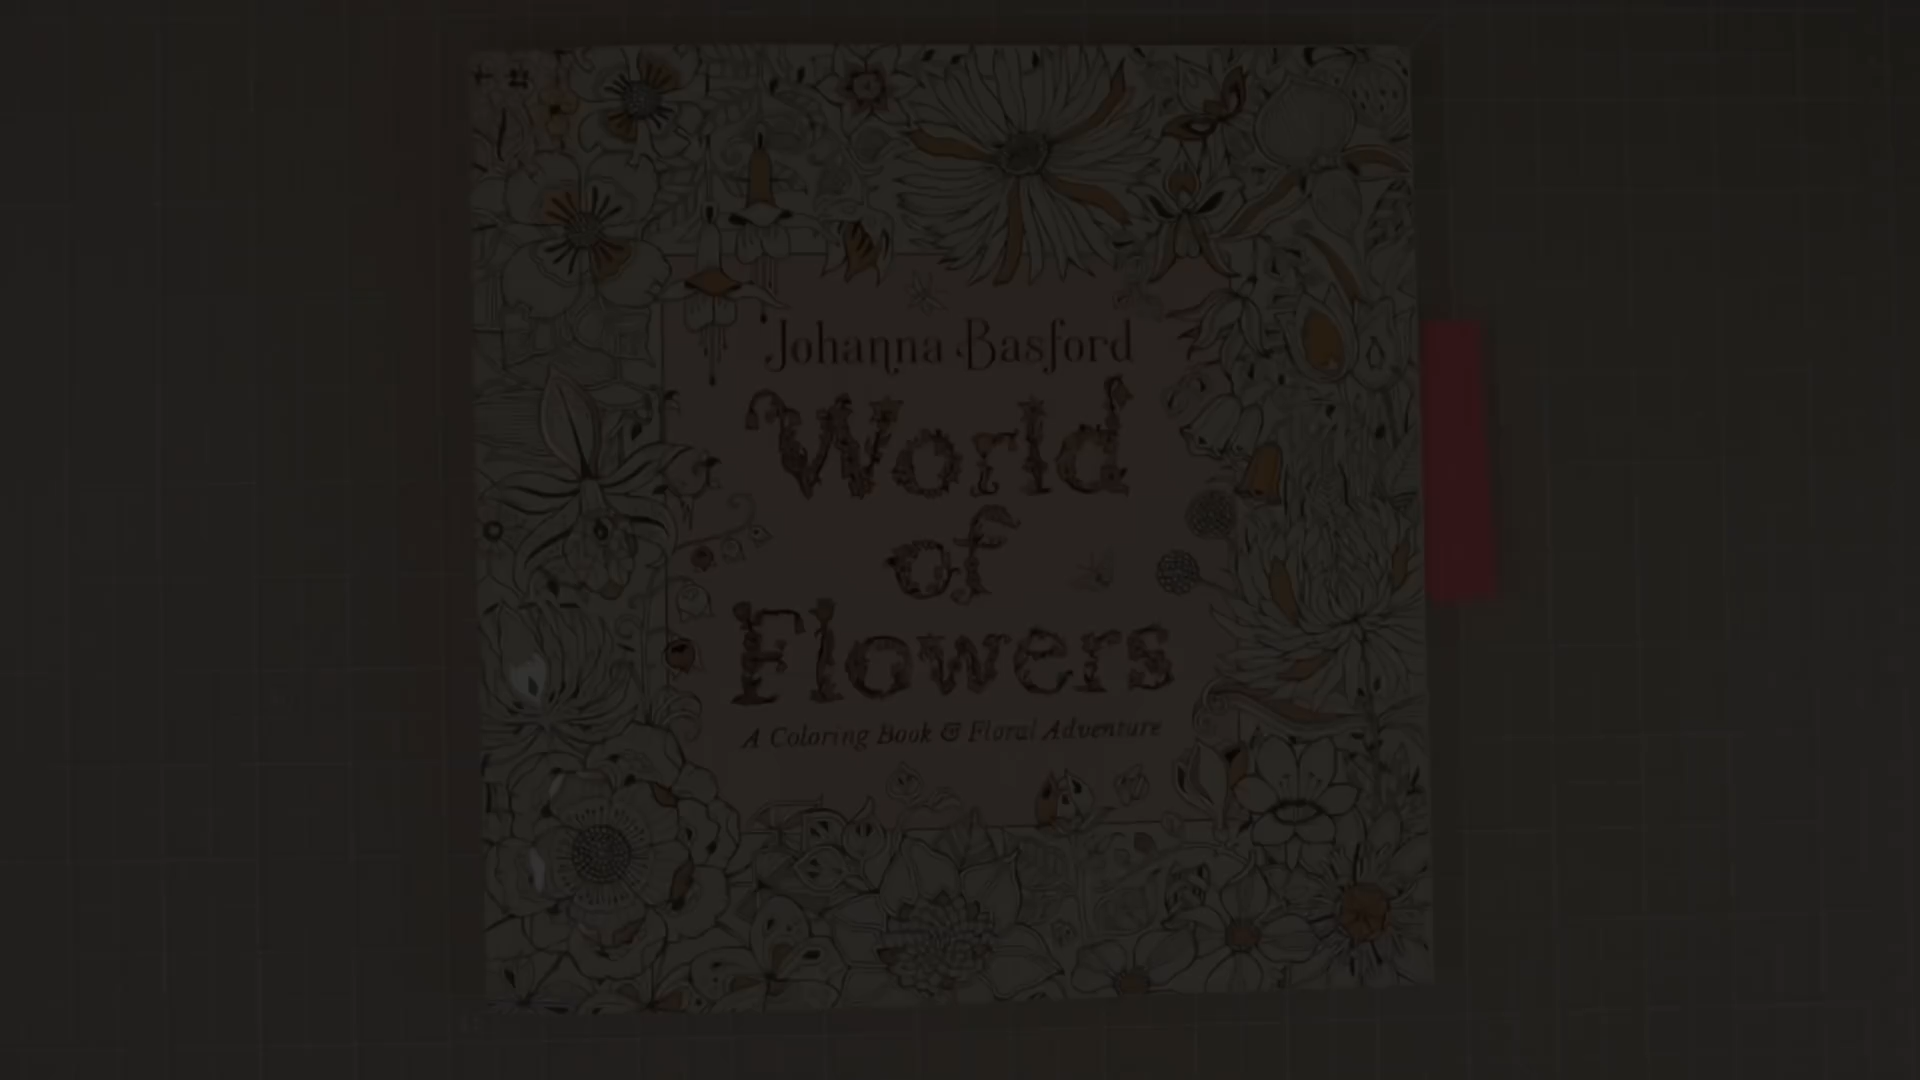 Johanna Basford
World
of
Flowers
A Coloring Book & Floral Adventure